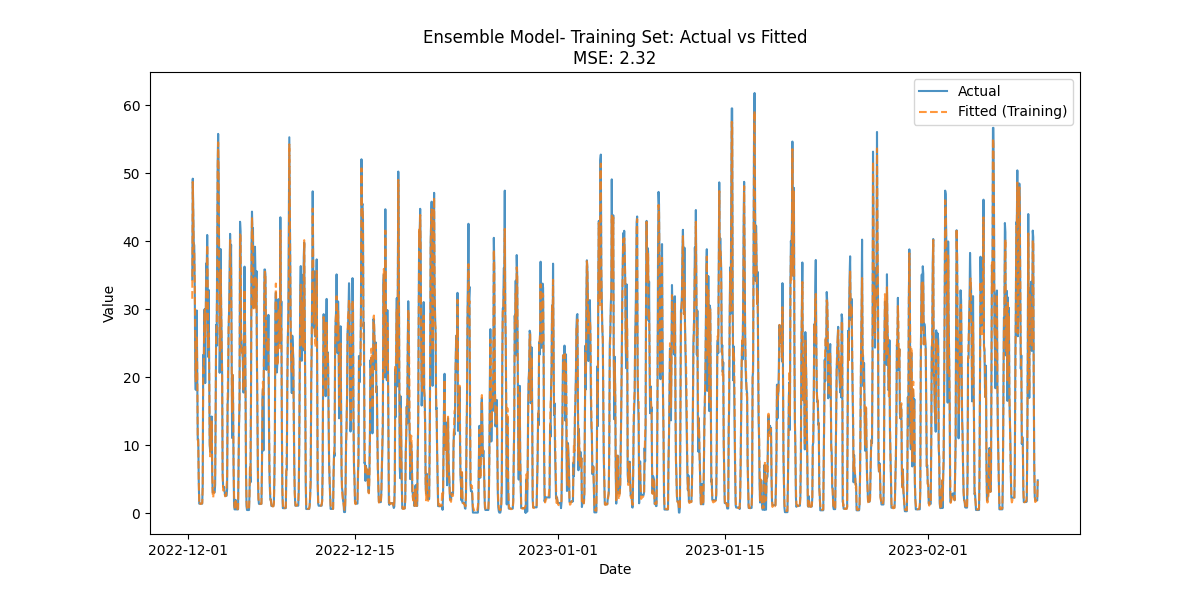 Ensemble Model- Training Set: Actual vs Fitted
MSE: 2.32
Actual
Fitted (Training)
Value
60
50
40
30
20
10
0
2022-12-01
2022-12-15
2023-01-01
2023-01-15
2023-02-01
Date